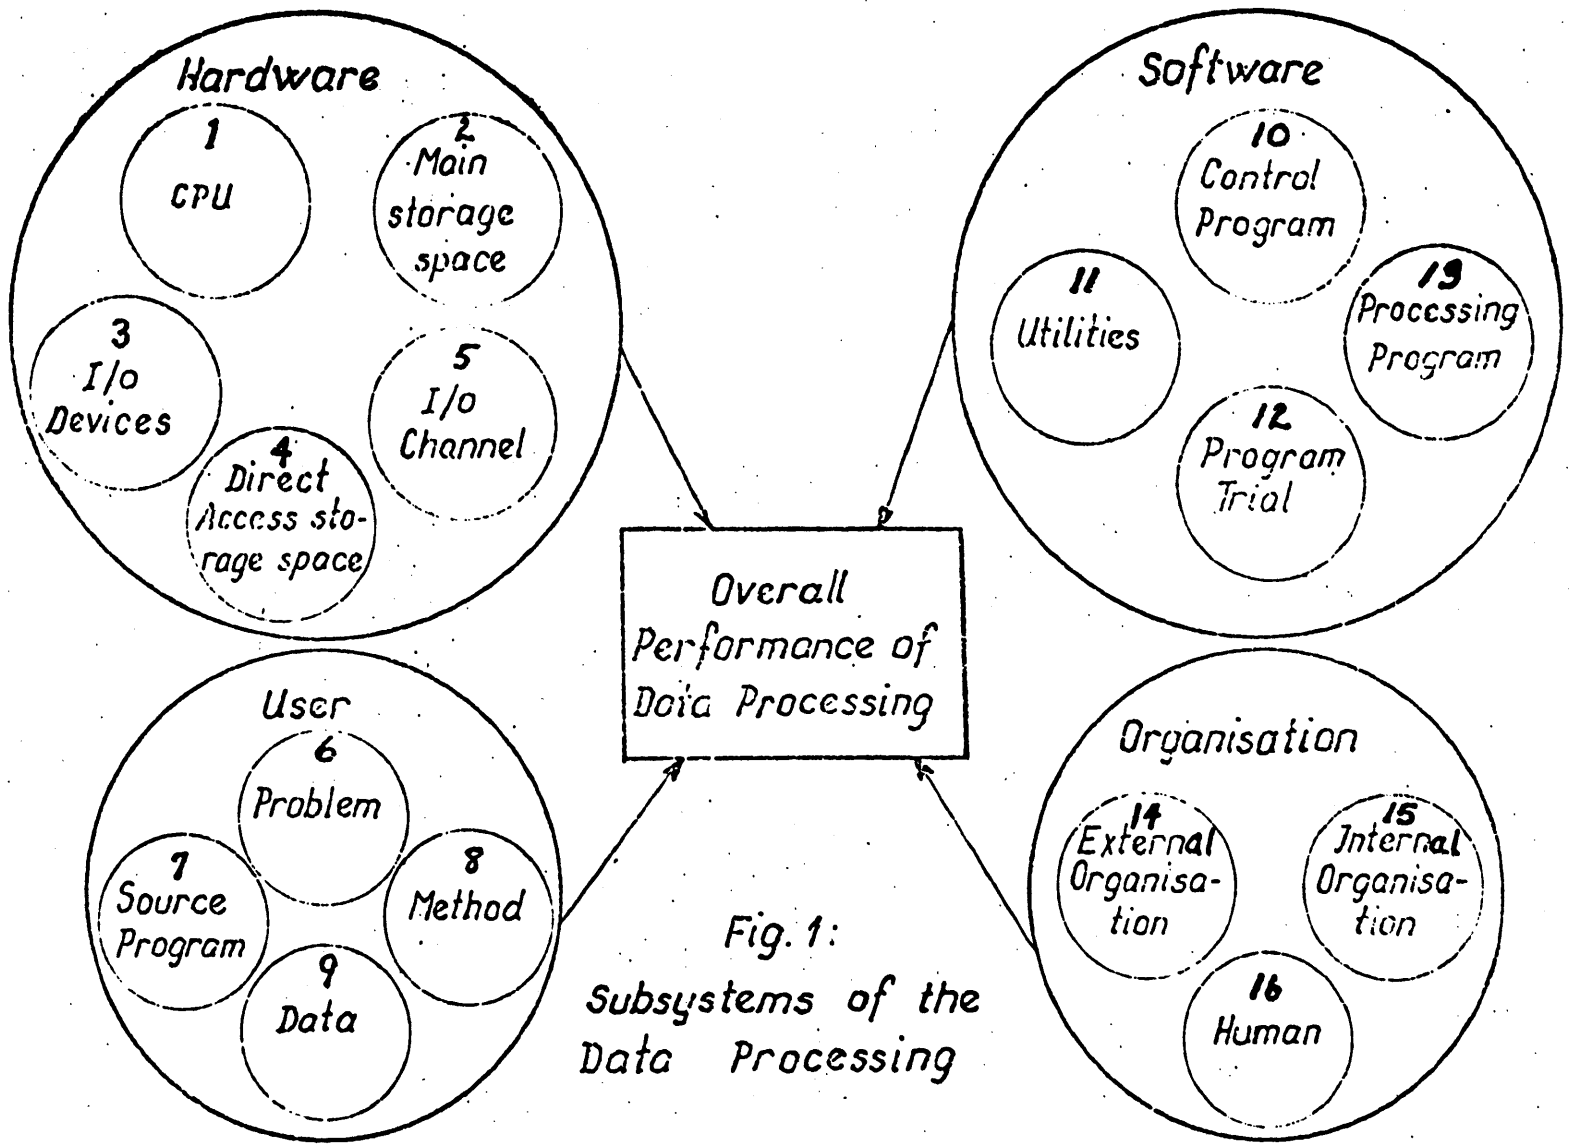 Hardware
1
CPU
2
Main
storage
space
3
I/o
Devices
4
Direct
Access sto-
rage space
5
I/o
Channel
Software
10
Control
Program
11
Utilities
13
Processing
Program
12
Program
Trial
Overall
Performance of
Data Processing
User
6
Problem
7
Source
Program
8
Method
9
Data
Organisation
14
External
Organisa-
tion
15
Internal
Organisa-
tion
16
Human
Fig. 1:
Subsystems of the
Data Processing